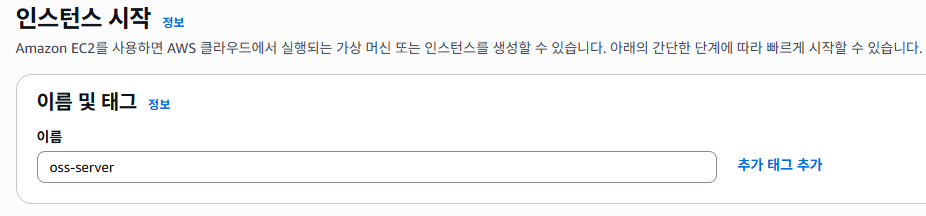 인스턴스 시작 정보
Amazon EC2를 사용하면 AWS 클라우드에서 실행되는 가상 머신 또는 인스턴스를 생성할 수 있습니다. 아래의 간단한 단계에 따라 빠르게 시작할 수 있습니다.
이름 및 태그 정보
이름
oss-server 추가 태그 추가